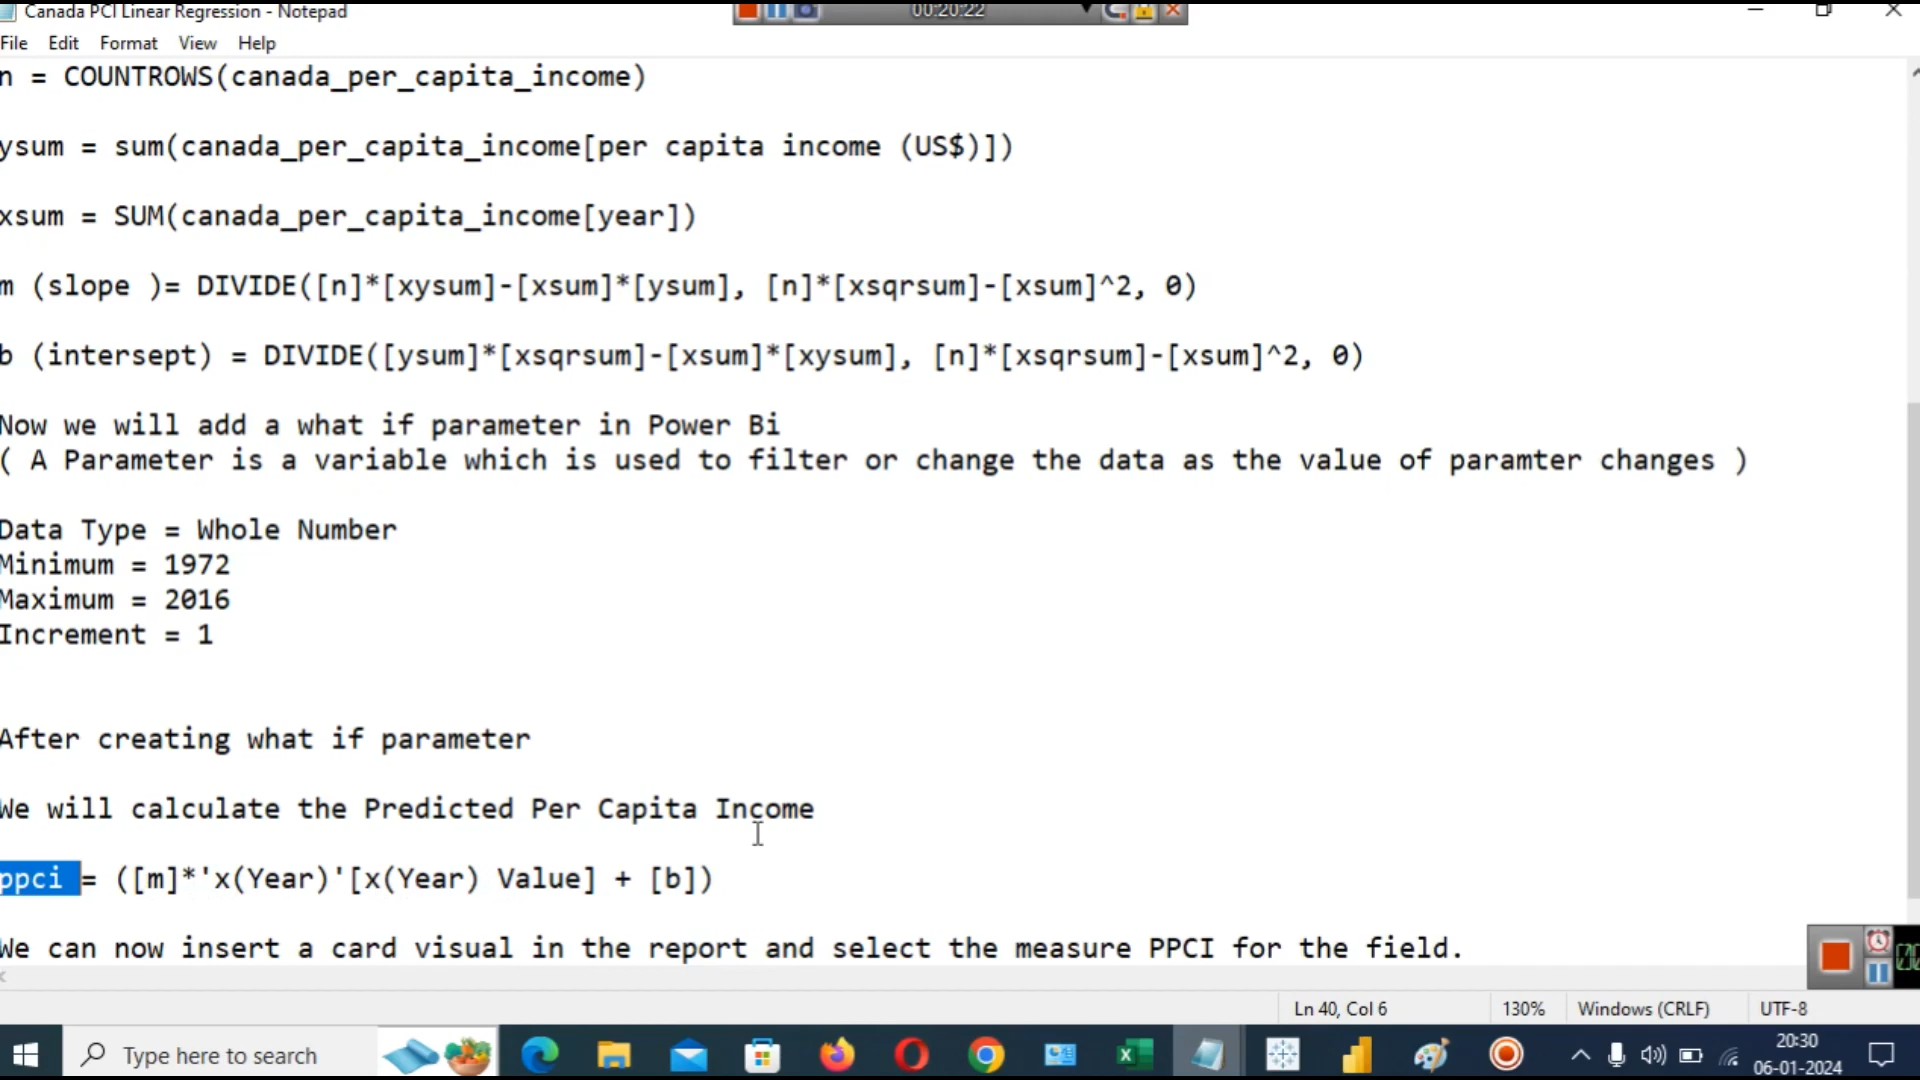 Canada PCI Linear Regression - Notepad
00:20:22
File Edit Format View Help
n = COUNTROWS(canada_per_capita_income)
ysum = sum(canada_per_capita_income[per capita income (US$)])
xsum = SUM(canada_per_capita_income[year])
m (slope )= DIVIDE([n]*[xysum]-[xsum]*[ysum], [n]*[xsqrsum]-[xsum]^2, 0)
b (intersept) = DIVIDE([ysum]*[xsqrsum]-[xsum]*[xysum], [n]*[xsqrsum]-[xsum]^2, 0)
Now we will add a what if parameter in Power Bi
( A Parameter is a variable which is used to filter or change the data as the value of paramter changes )
Data Type = Whole Number
Minimum = 1972
Maximum = 2016
Increment = 1
After creating what if parameter
We will calculate the Predicted Per Capita Income
ppci = ([m]*'x(Year)'[x(Year) Value] + [b])
We can now insert a card visual in the report and select the measure PPCI for the field.
Ln 40, Col 6 130% Windows (CRLF) UTF-8
Type here to search
20:30
06-01-2024